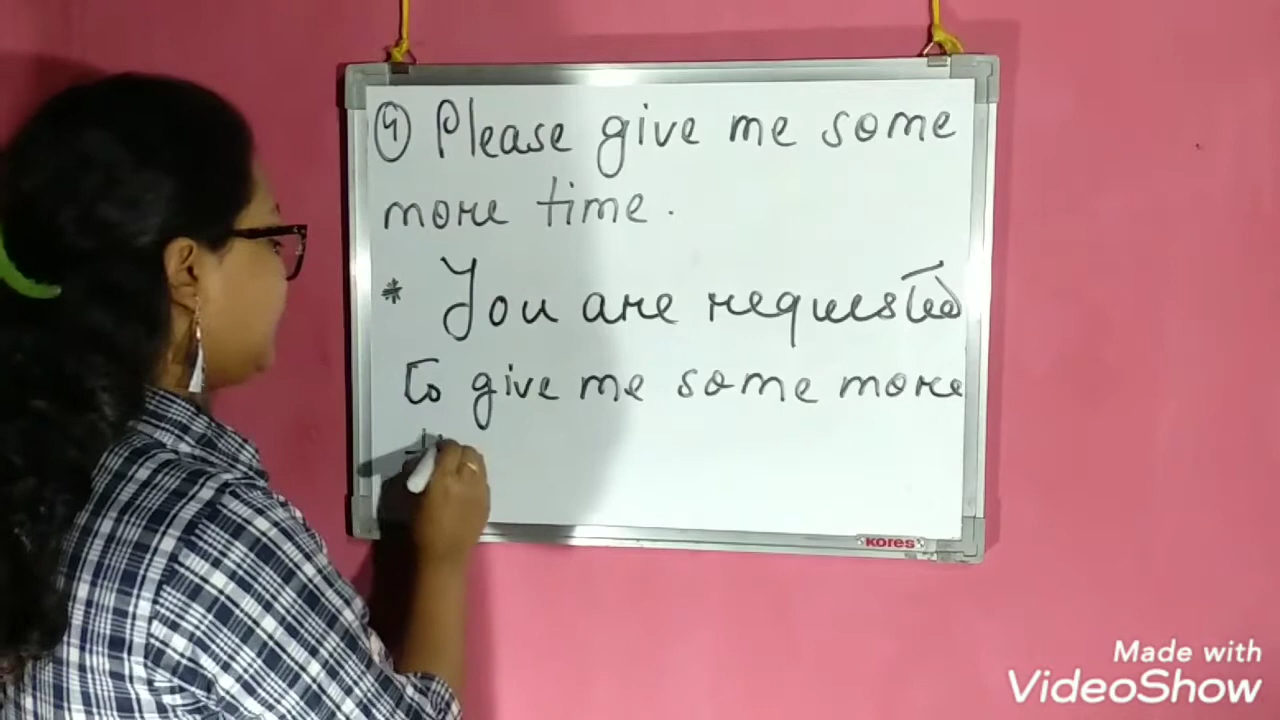 ④ Please give me some
more time.
* You are requested
to give me some more
KORES
Made with
VideoShow